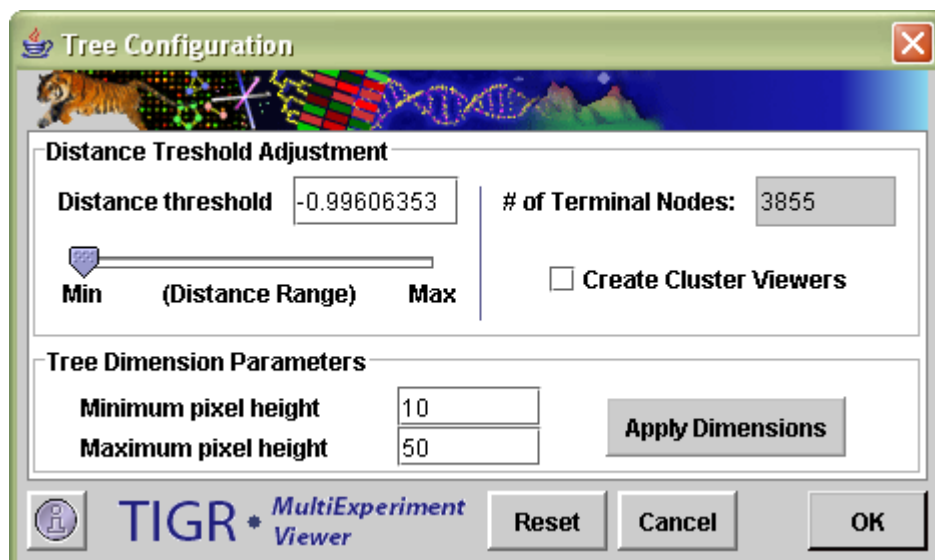 Tree Configuration
Distance Treshold Adjustment
Distance threshold -0.99606353 # of Terminal Nodes: 3855
Create Cluster Viewers
Min (Distance Range) Max
Tree Dimension Parameters
Minimum pixel height 10
Maximum pixel height 50
Apply Dimensions
TIGR • MultiExperiment Viewer
Reset Cancel OK